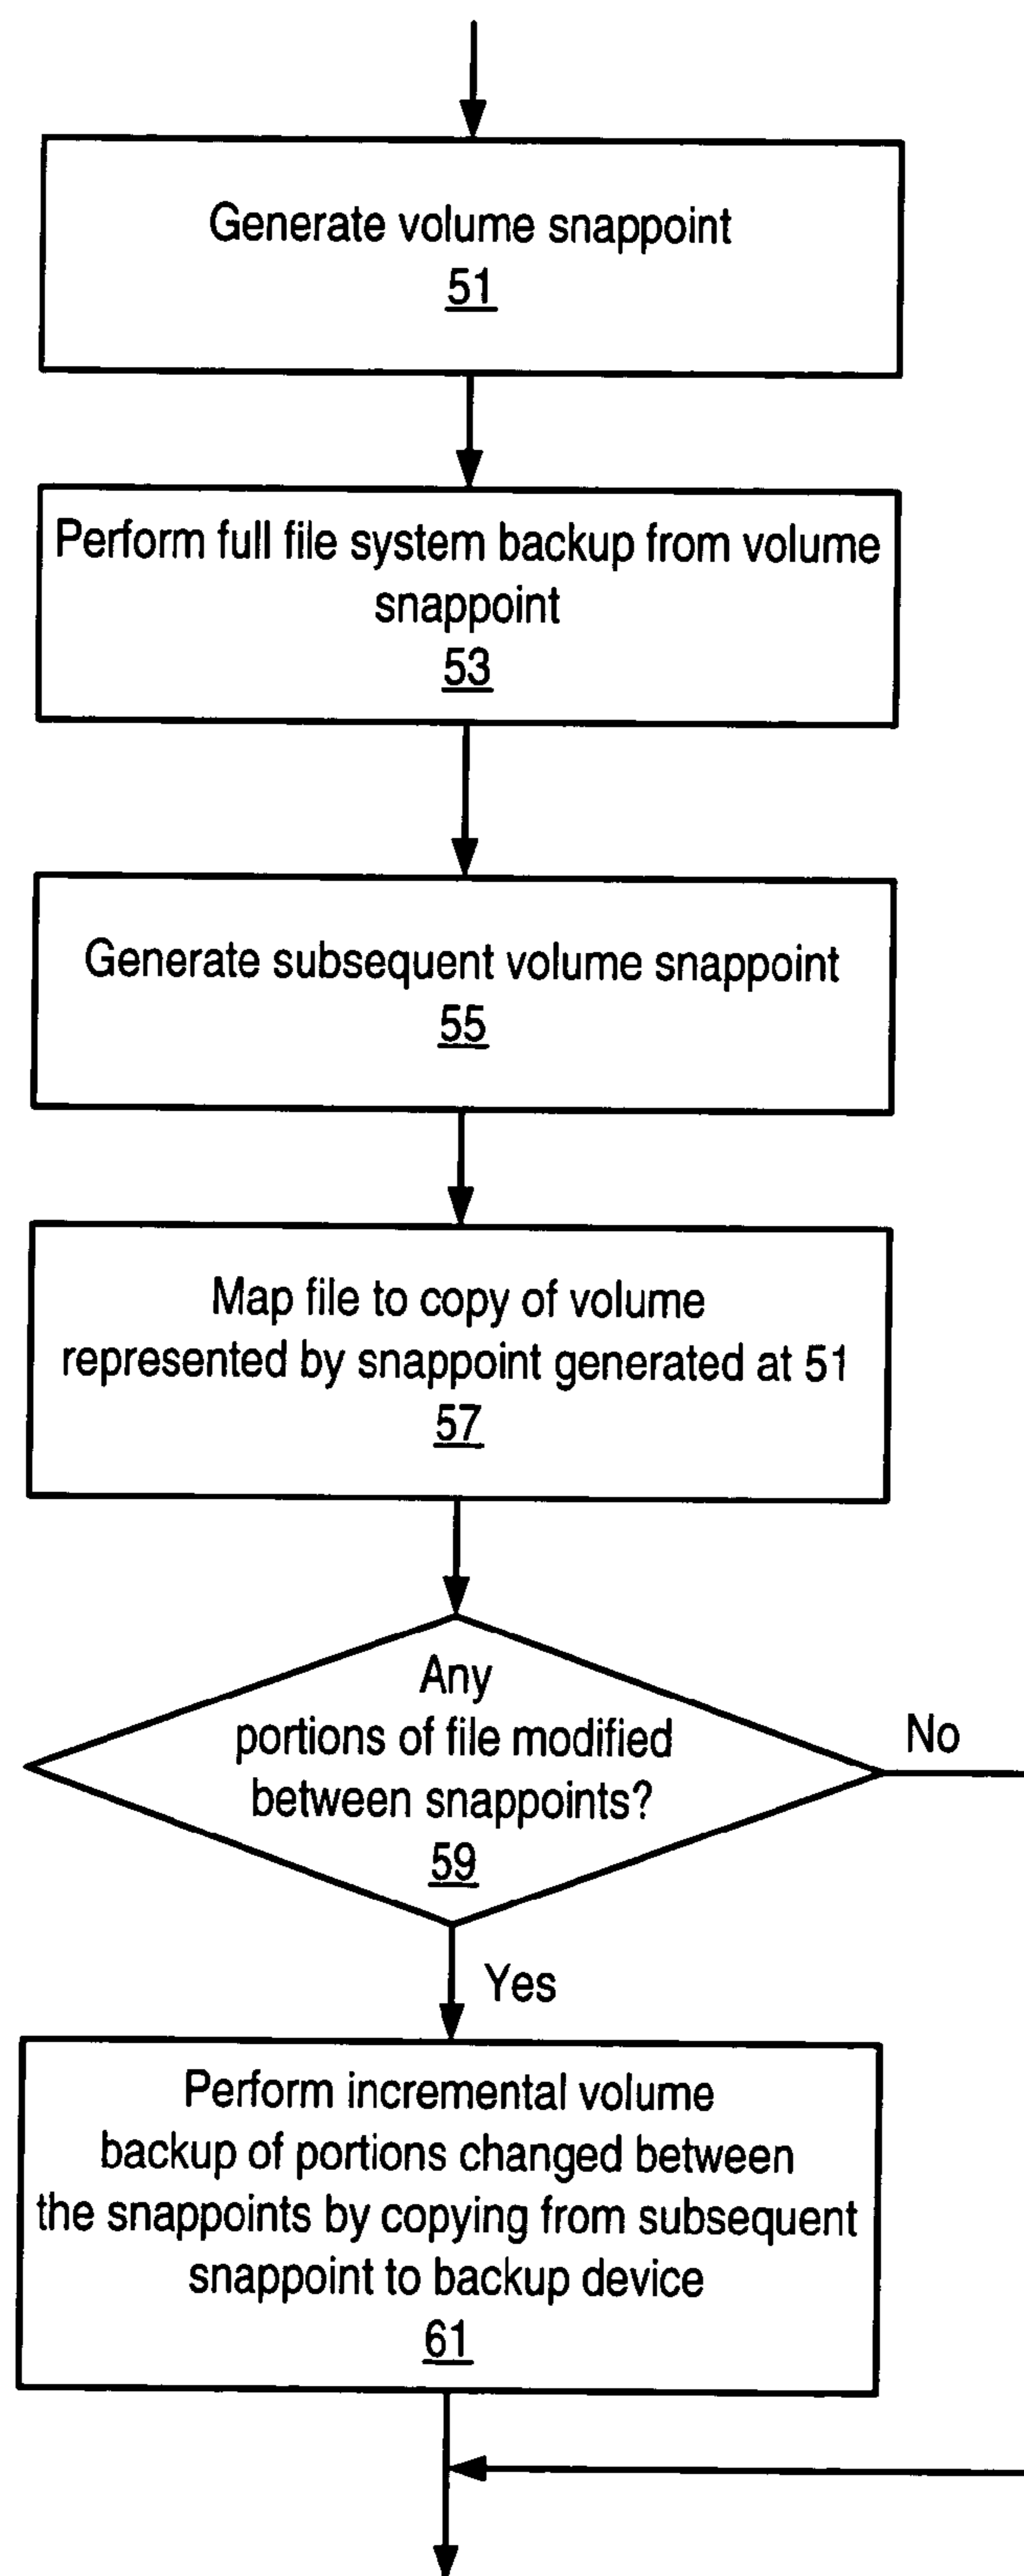 Generate volume snappoint
51
Perform full file system backup from volume
snappoint
53
Generate subsequent volume snappoint
55
Map file to copy of volume
represented by snappoint generated at 51
57
Any
portions of file modified
between snappoints?
59
No
Yes
Perform incremental volume
backup of portions changed between
the snappoints by copying from subsequent
snappoint to backup device
61